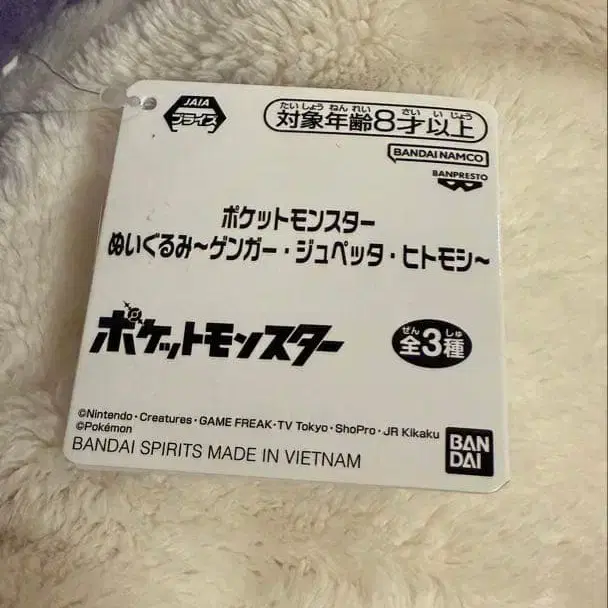 JAIA
プライズ
たいしょう ねん れい さい い じょう
対象年齢8才以上
BANDAI NAMCO
BANPRESTO
ポケットモンスター
ぬいぐるみ～ゲンガー・ジュペッタ・ヒトモシ～
ポケットモンスター
ぜん しゅ
全3種
©Nintendo・Creatures・GAME FREAK・TV Tokyo・ShoPro・JR Kikaku
©Pokémon
BANDAI SPIRITS MADE IN VIETNAM
BAN
DAI